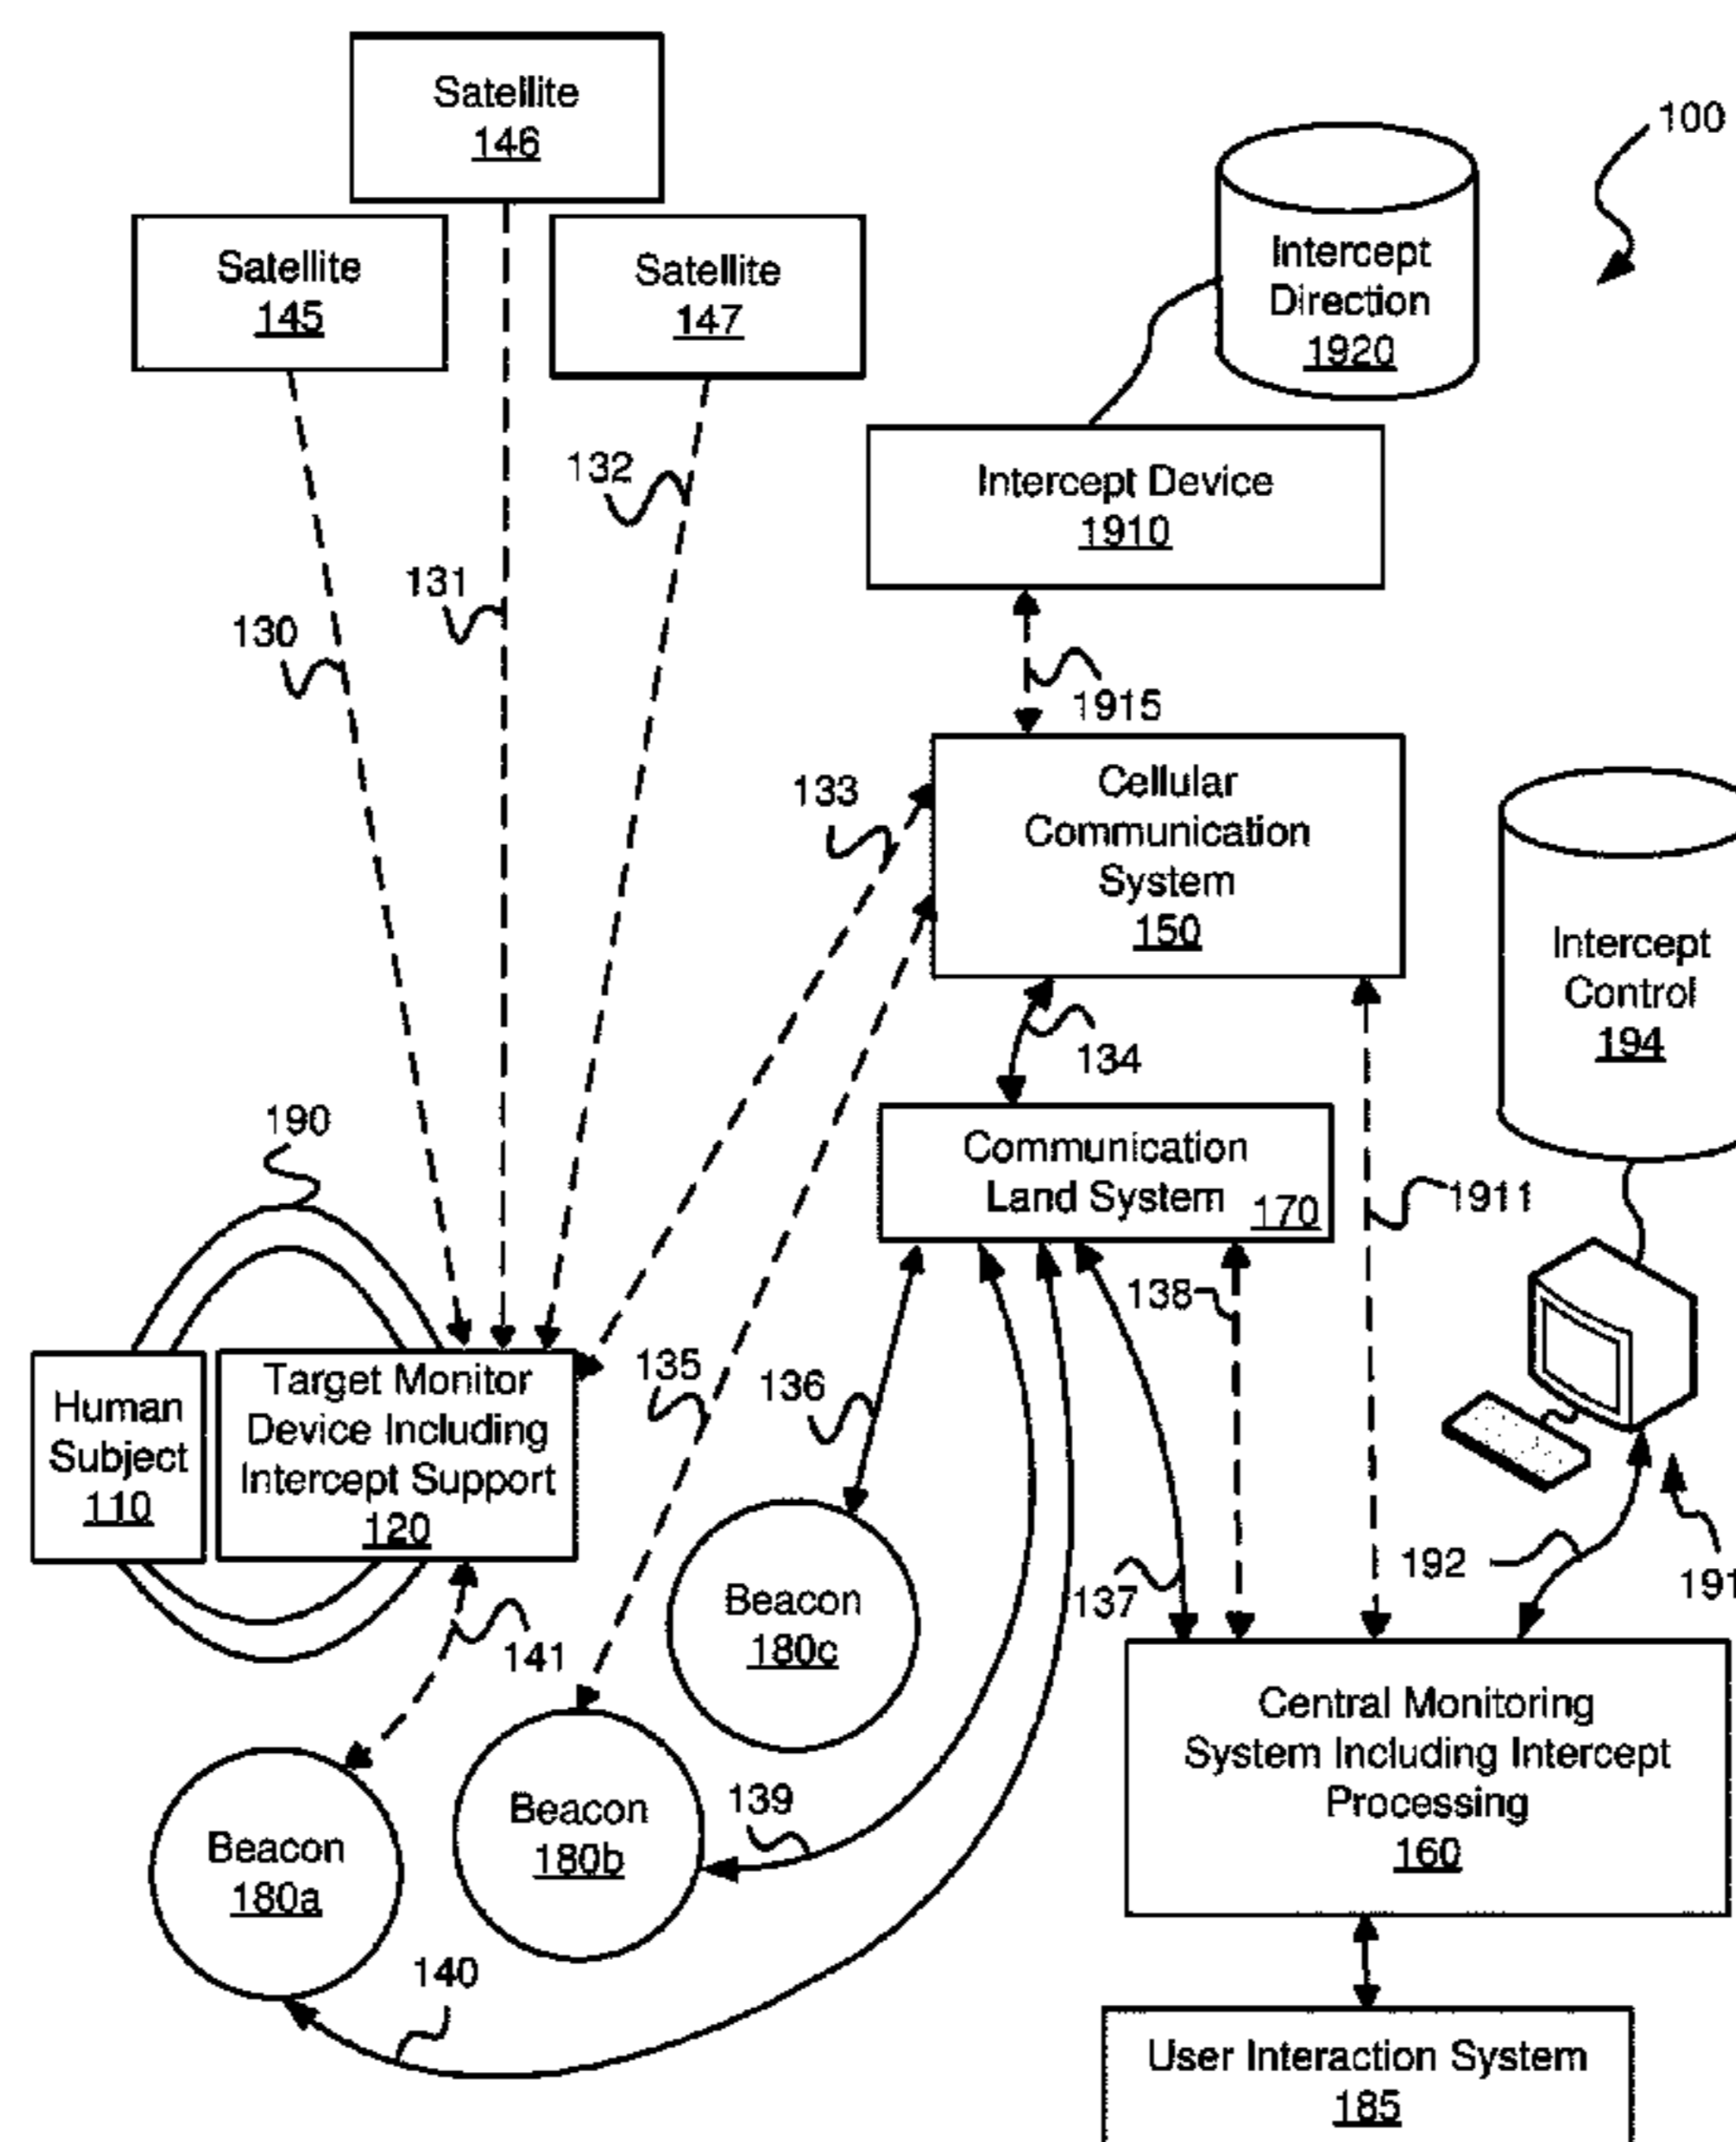 Satellite
146
100
Satellite
145
Satellite
147
Intercept
Direction
1920
132
Intercept Device
1910
131
130
1915
133
Cellular
Communication
System
150
Intercept
Control
194
134
190
Communication
Land System
170
1911
138
135
136
Human
Subject
110
Target Monitor
Device Including
Intercept Support
120
192
191
137
Beacon
180c
141
Central Monitoring
System Including Intercept
Processing
160
139
Beacon
180b
Beacon
180a
140
User Interaction System
185